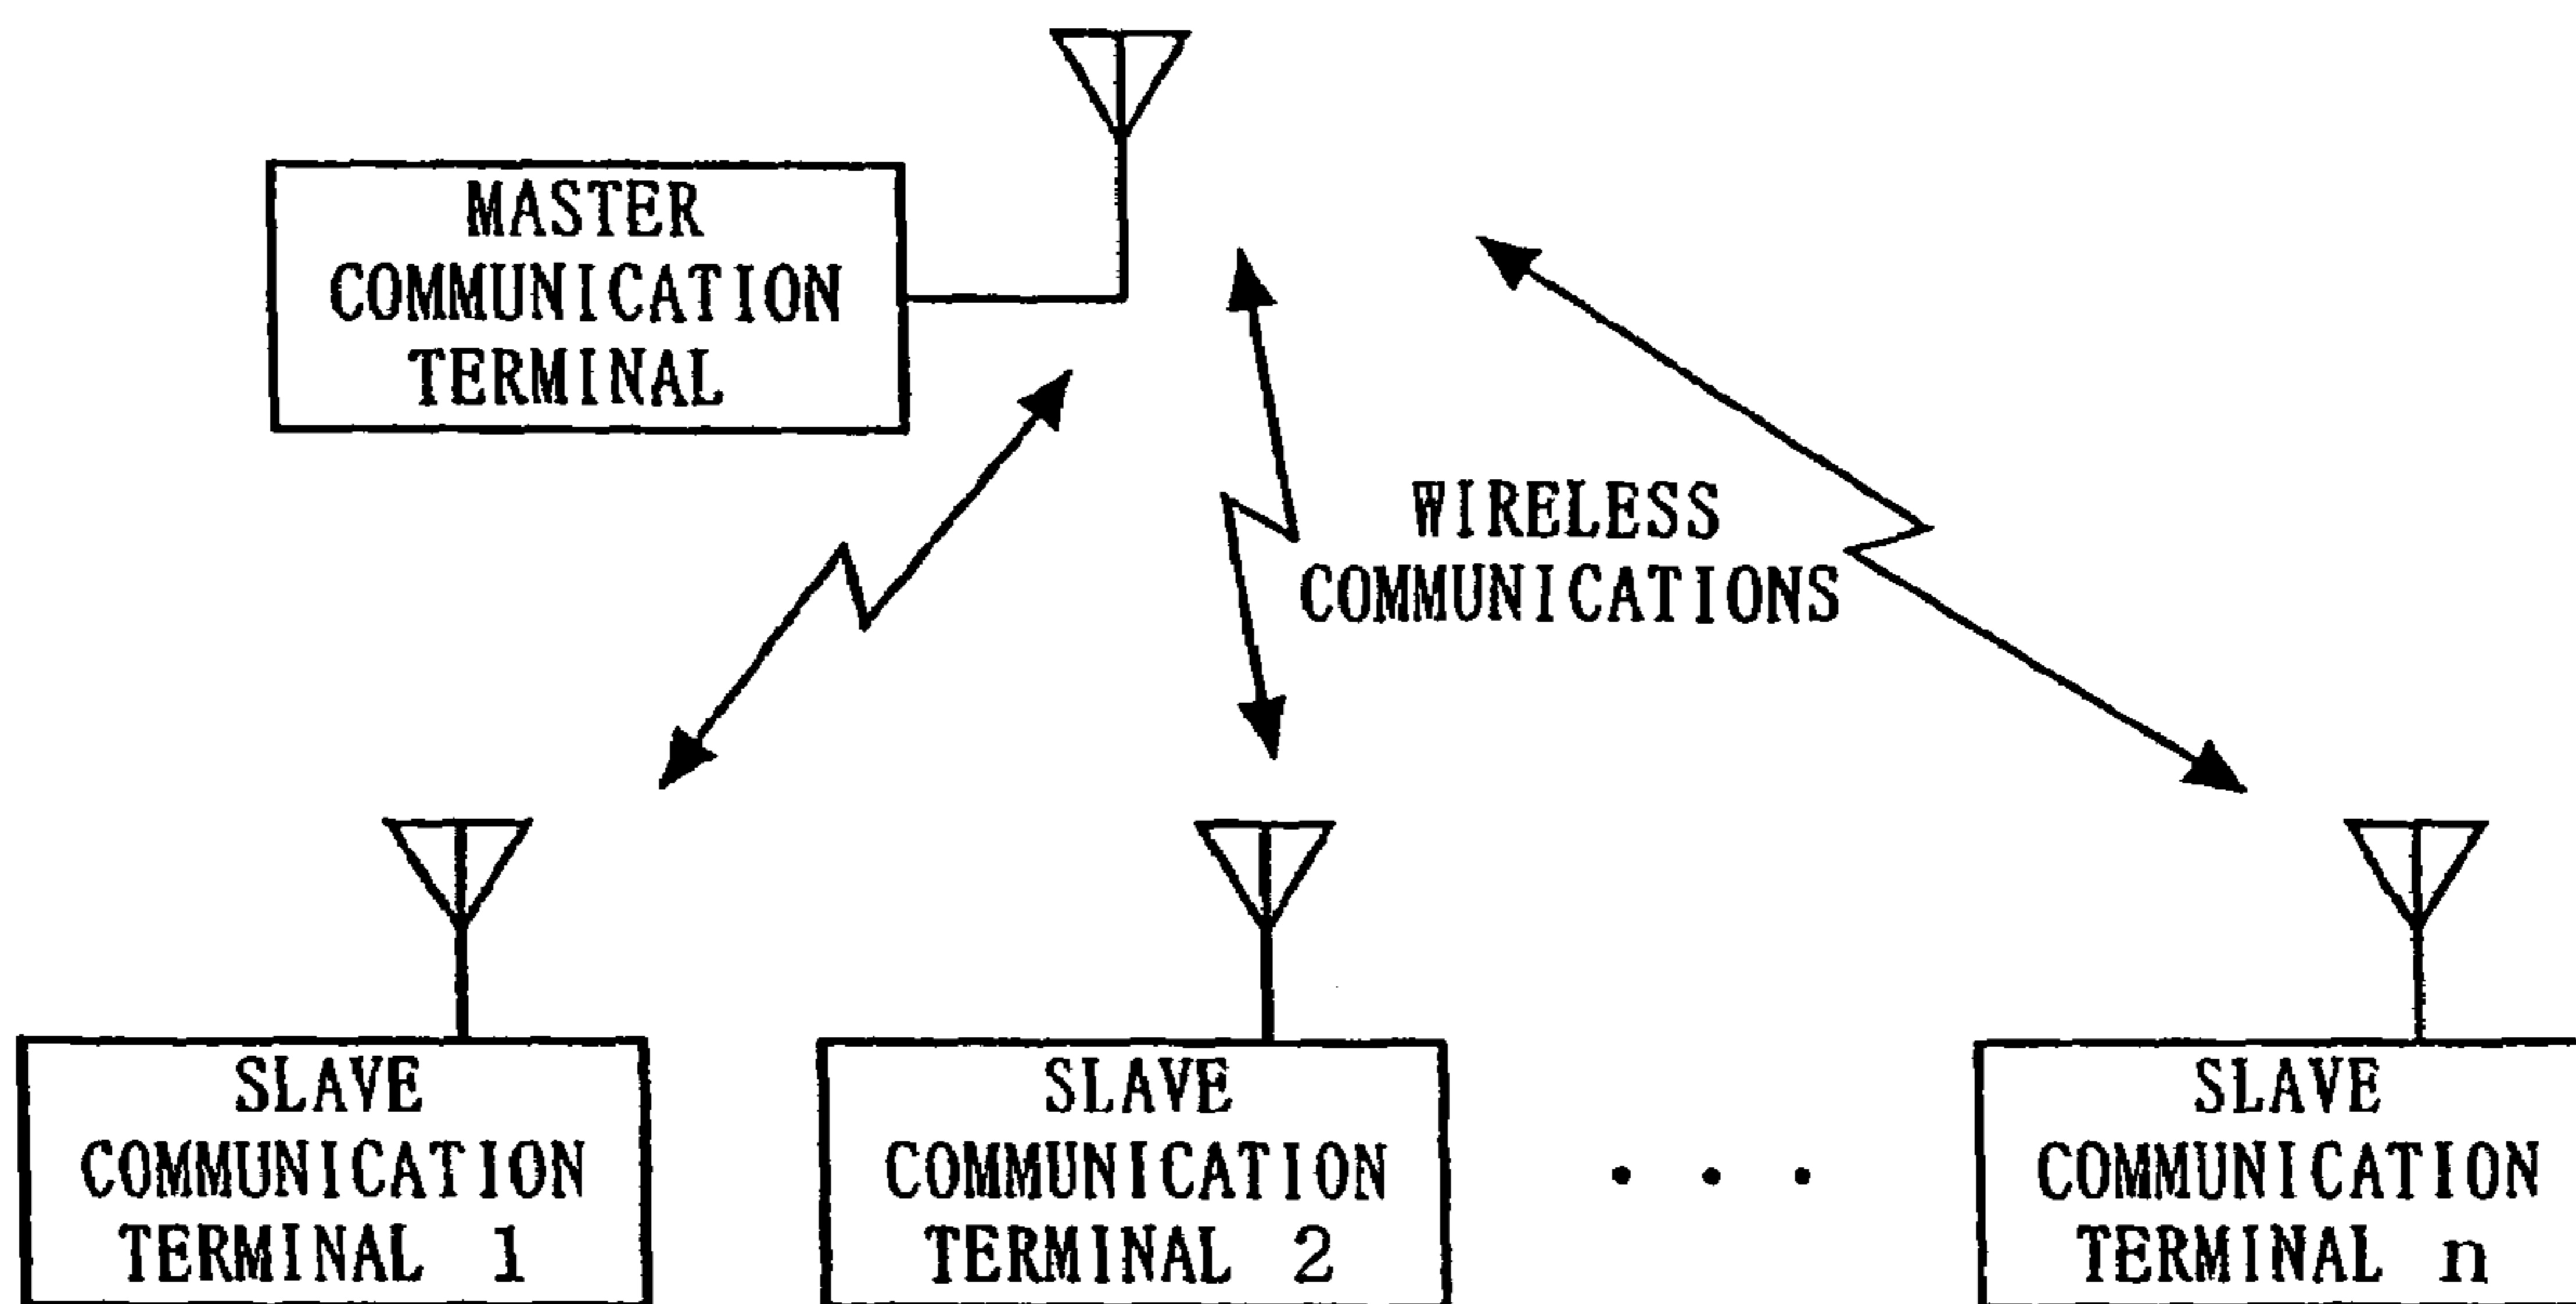 MASTER
COMMUNICATION
TERMINAL
WIRELESS
COMMUNICATIONS
SLAVE
COMMUNICATION
TERMINAL 1
SLAVE
COMMUNICATION
TERMINAL 2
. . .
SLAVE
COMMUNICATION
TERMINAL n